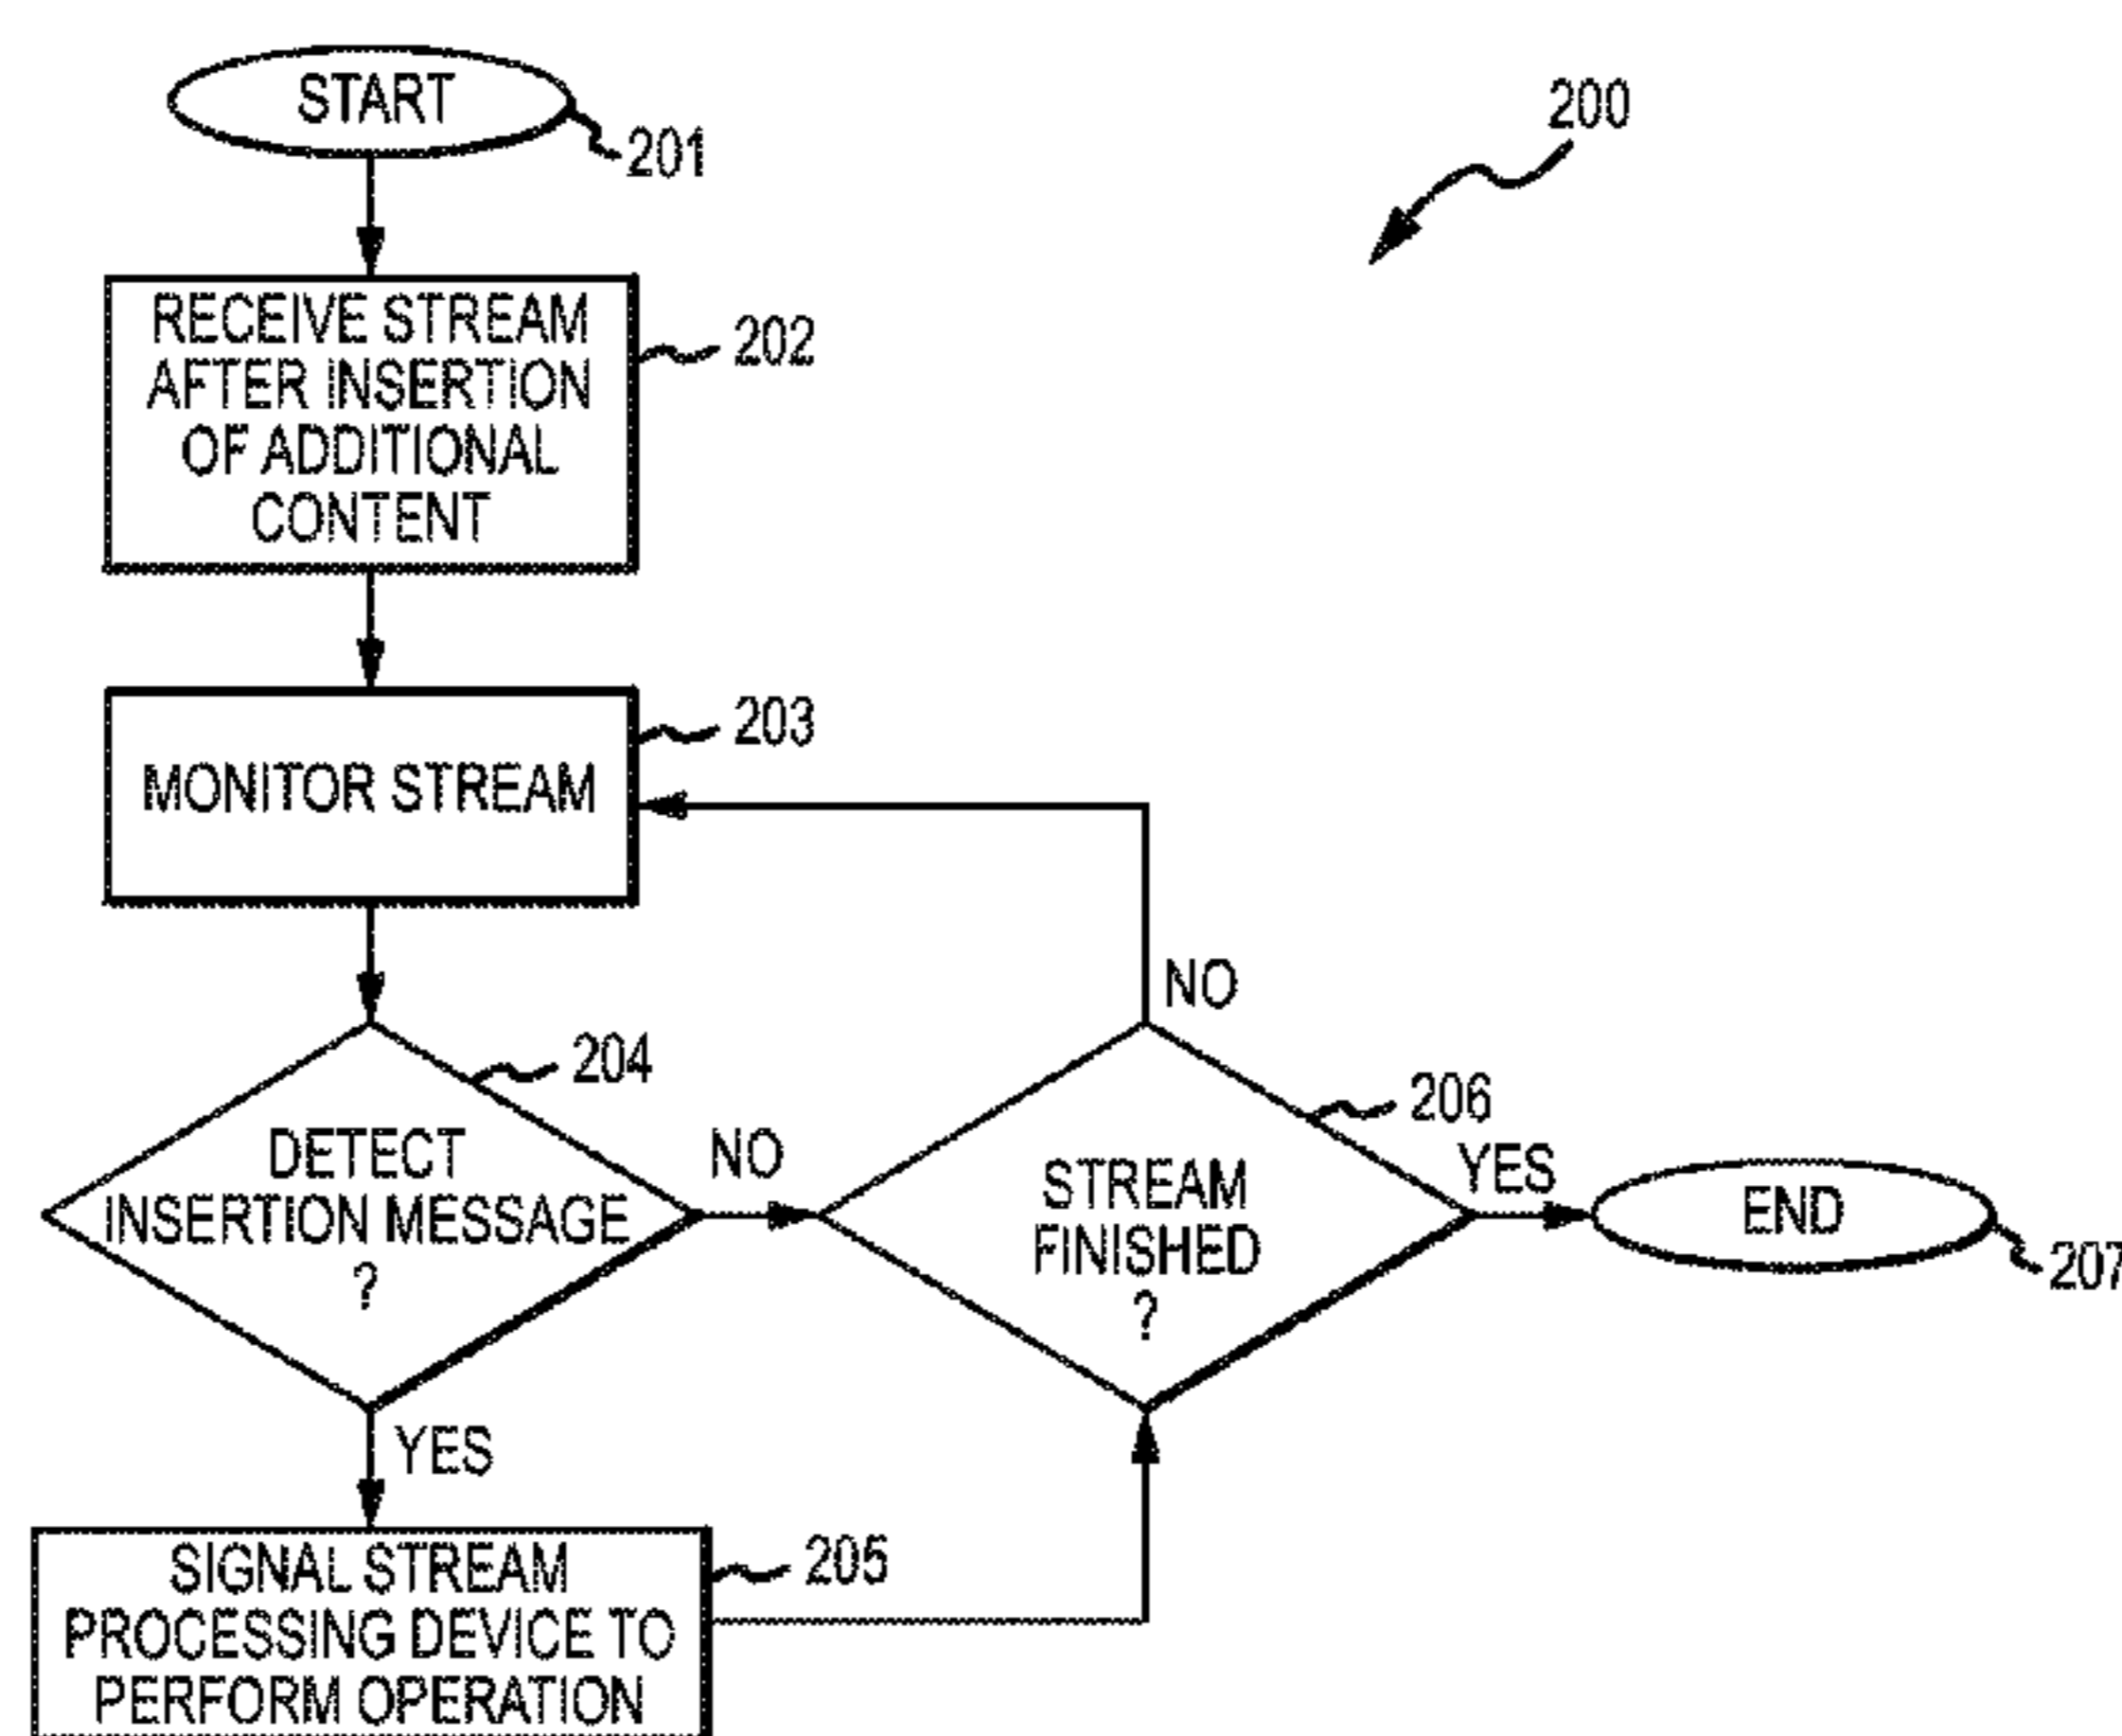 START
201
200
RECEIVE STREAM
AFTER INSERTION
OF ADDITIONAL
CONTENT
202
MONITOR STREAM
203
DETECT
INSERTION MESSAGE
?
204
NO
YES
STREAM
FINISHED
?
206
NO
YES
END
207
SIGNAL STREAM
PROCESSING DEVICE TO
PERFORM OPERATION
205